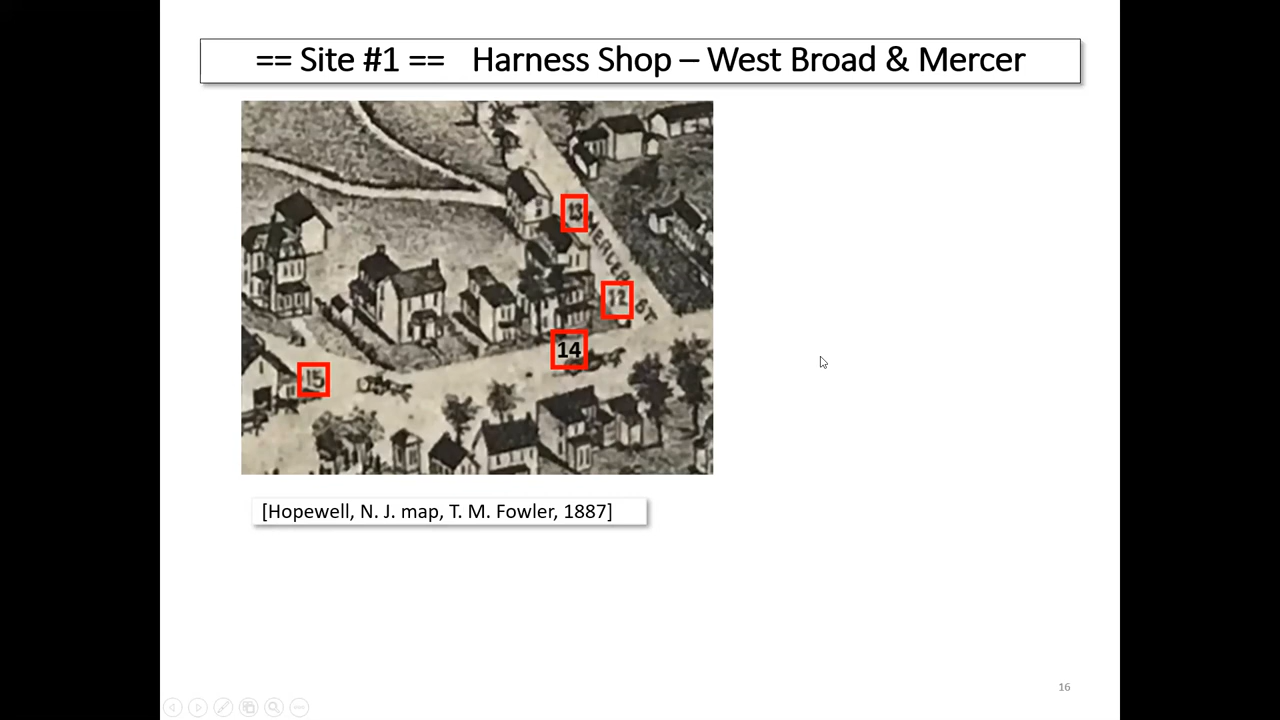 == Site #1 == Harness Shop – West Broad & Mercer
13
MERCER ST
12
14
15
[Hopewell, N. J. map, T. M. Fowler, 1887]
16